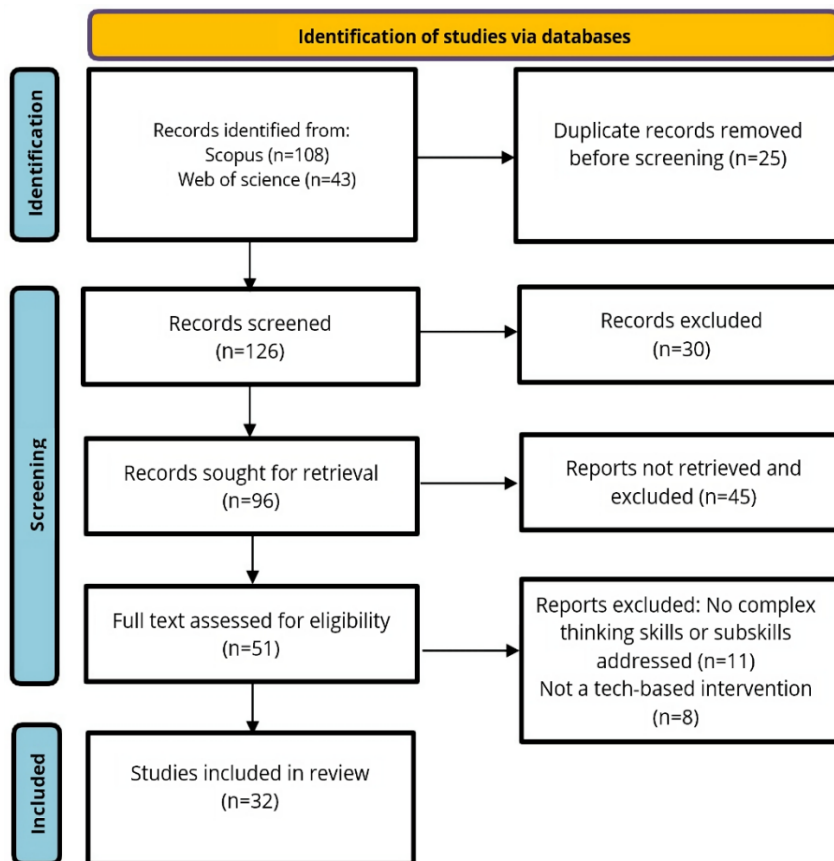 Identification of studies via databases
Identification
Records identified from:
Scopus (n=108)
Web of science (n=43)
Duplicate records removed
before screening (n=25)
Screening
Records screened
(n=126)
Records excluded
(n=30)
Records sought for retrieval
(n=96)
Reports not retrieved and
excluded (n=45)
Full text assessed for eligibility
(n=51)
Reports excluded: No complex
thinking skills or subskills
addressed (n=11)
Not a tech-based intervention
(n=8)
Included
Studies included in review
(n=32)